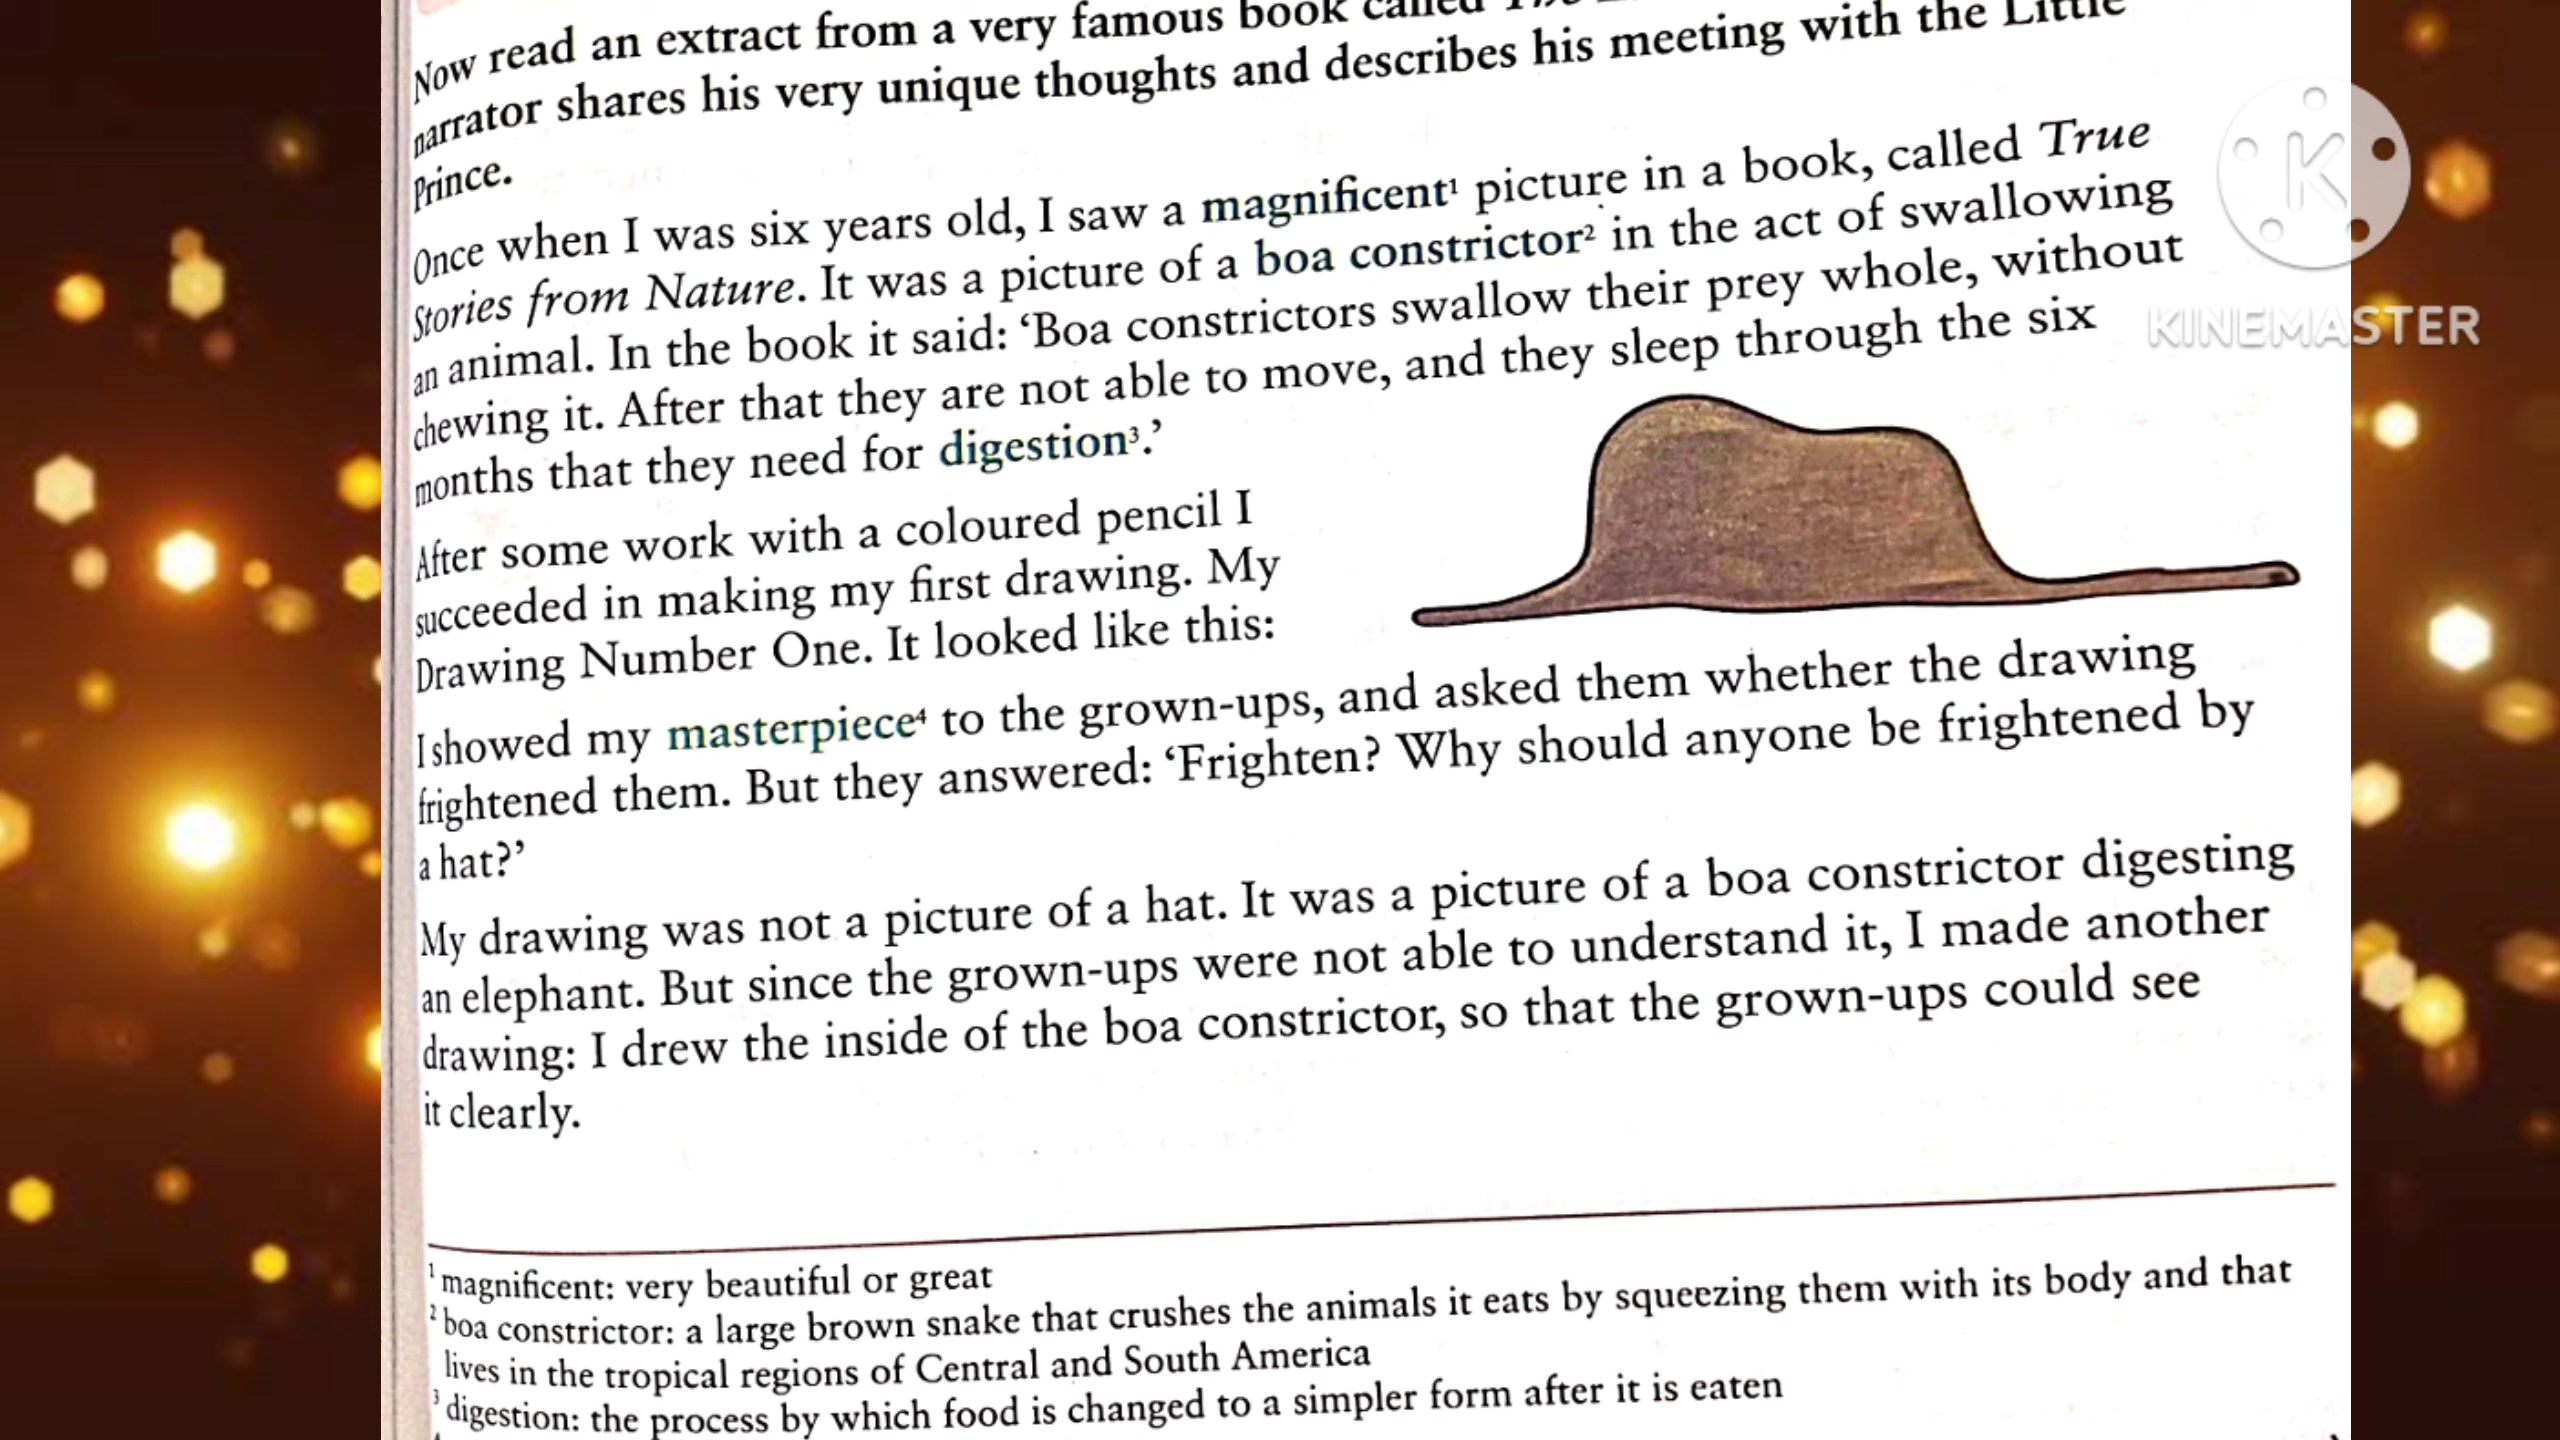 Now read an extract from a very famous book called
narrator shares his very unique thoughts and describes his meeting with the Little
Prince.
Once when I was six years old, I saw a magnificent¹ picture in a book, called True
Stories from Nature. It was a picture of a boa constrictor² in the act of swallowing
an animal. In the book it said: ‘Boa constrictors swallow their prey whole, without
chewing it. After that they are not able to move, and they sleep through the six
months that they need for digestion³.’
After some work with a coloured pencil I
succeeded in making my first drawing. My
Drawing Number One. It looked like this:
I showed my masterpiece⁴ to the grown-ups, and asked them whether the drawing
frightened them. But they answered: ‘Frighten? Why should anyone be frightened by
a hat?’
My drawing was not a picture of a hat. It was a picture of a boa constrictor digesting
an elephant. But since the grown-ups were not able to understand it, I made another
drawing: I drew the inside of the boa constrictor, so that the grown-ups could see
it clearly.
¹ magnificent: very beautiful or great
² boa constrictor: a large brown snake that crushes the animals it eats by squeezing them with its body and that
lives in the tropical regions of Central and South America
³ digestion: the process by which food is changed to a simpler form after it is eaten
K
KINEMASTER